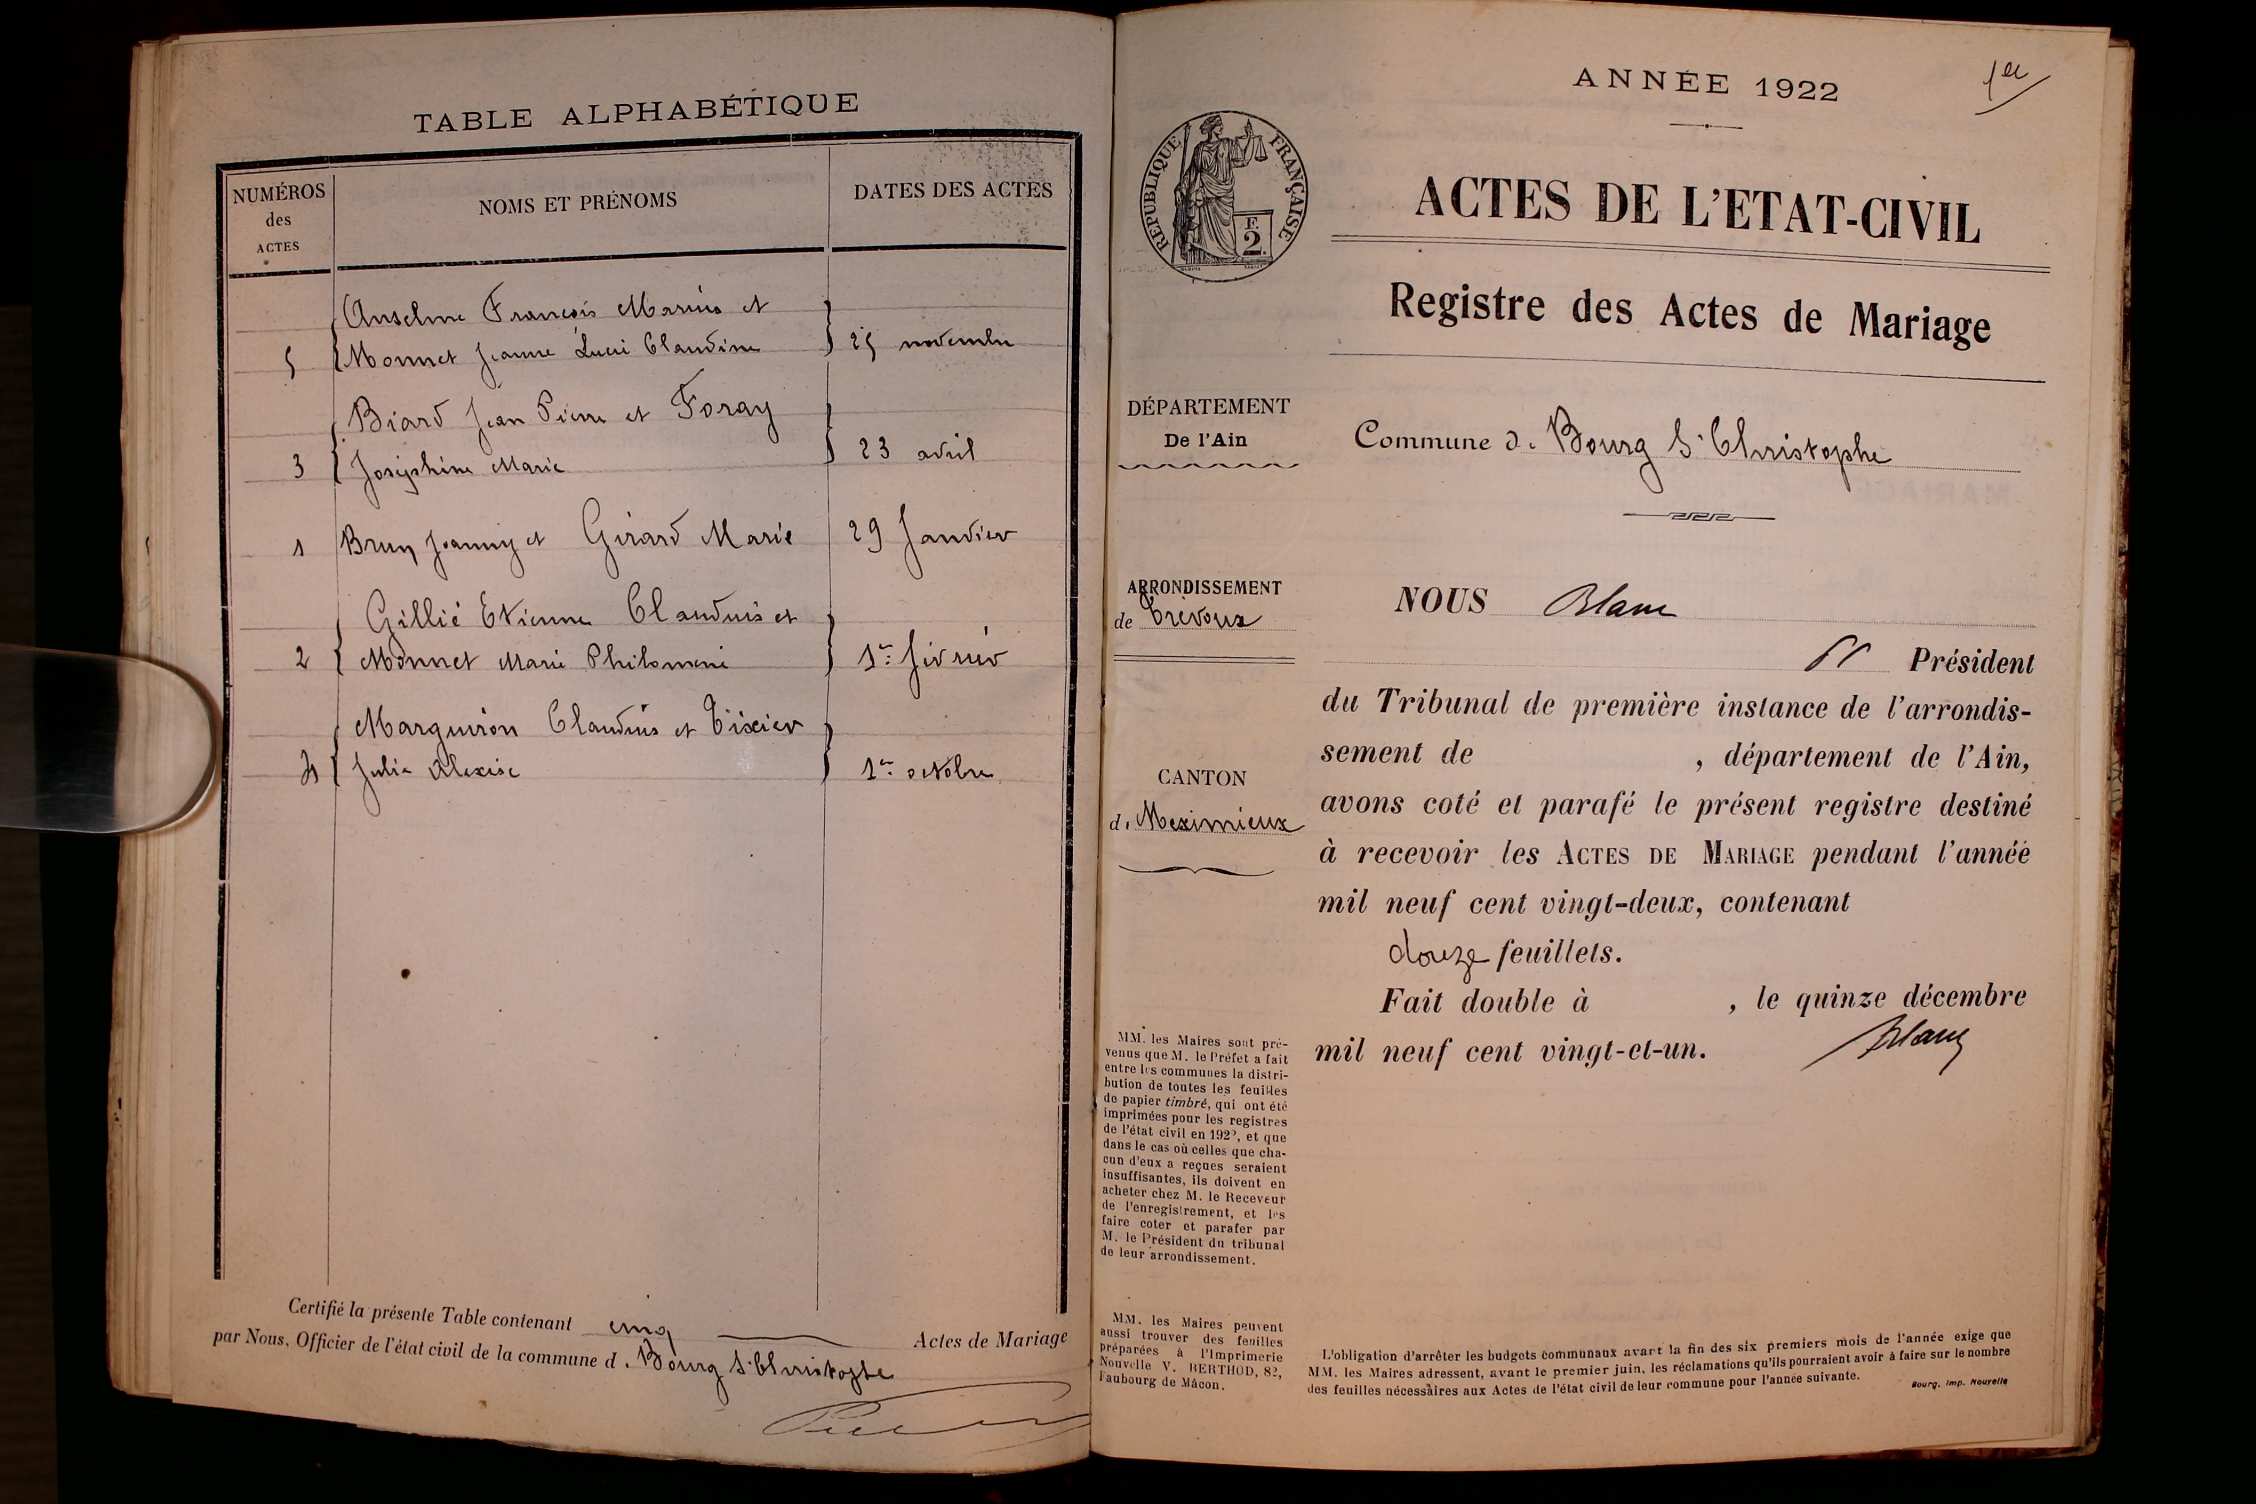 TABLE ALPHABÉTIQUE
NUMÉROS
des
ACTES
NOMS ET PRÉNOMS
DATES DES ACTES
Anselme François Marius et
5 Monnet Jeanne Lucie Claudine 25 novembre
Biard Jean Pierre et Foray
3 Joséphine Marie 23 avril
1 Brun Joanny et Girard Marie 29 Janvier
Gillié Etienne Claudius et
2 Monnet Marie Philomène 1er février
Marguiron Claudius et Tixier
4 Julie Alexise 1er octobre
Certifié la présente Table contenant cinq Actes de Mariage
par Nous, Officier de l'état civil de la commune d. Bourg St Christophe
ANNÉE 1922
1er
RÉPUBLIQUE FRANÇAISE
F.
2
ACTES DE L'ETAT-CIVIL
Registre des Actes de Mariage
DÉPARTEMENT
De l'Ain
Commune de Bourg St Christophe
ARRONDISSEMENT
de Trévoux
CANTON
d. Meximieux
NOUS Blanc
Président
du Tribunal de première instance de l'arrondis-
sement de , département de l'Ain,
avons coté et parafé le présent registre destiné
à recevoir les ACTES DE MARIAGE pendant l'année
mil neuf cent vingt-deux, contenant
douze feuillets.
Fait double à , le quinze décembre
mil neuf cent vingt-et-un.
Blanc
MM. les Maires sont pré-
venus que M. le Préfet a fait
entre les communes la distri-
bution de toutes les feuilles
de papier timbré, qui ont été
imprimées pour les registres
de l'état civil en 1922, et que
dans le cas où celles que cha-
cun d'eux a reçues seraient
insuffisantes, ils doivent en
acheter chez M. le Receveur
de l'enregistrement, et les
faire coter et parafer par
M. le Président du tribunal
de leur arrondissement.
MM. les Maires peuvent
aussi trouver des feuilles
préparées à l'Imprimerie
Nouvelle V. BERTHOD, 82,
Faubourg de Mâcon.
L'obligation d'arrêter les budgets communaux avant la fin des six premiers mois de l'année exige que
MM. les Maires adressent, avant le premier juin, les réclamations qu'ils pourraient avoir à faire sur le nombre
des feuilles nécessaires aux Actes de l'état civil de leur commune pour l'année suivante.
Bourg. Imp. Nouvelle